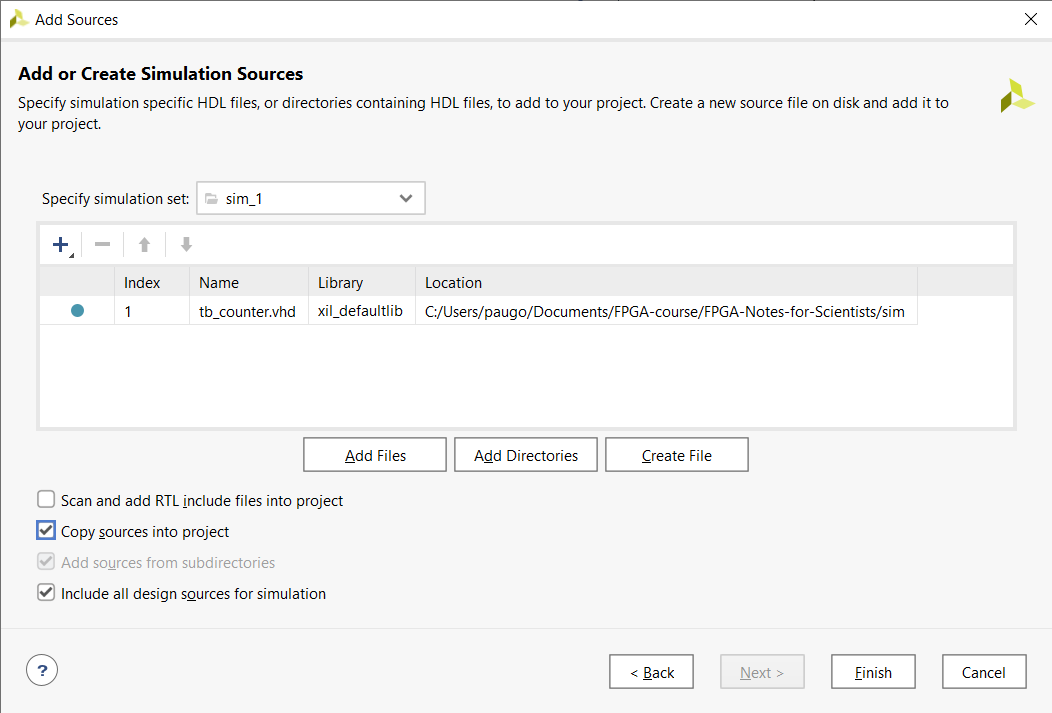 Add Sources
Add or Create Simulation Sources
Specify simulation specific HDL files, or directories containing HDL files, to add to your project. Create a new source file on disk and add it to
your project.
Specify simulation set: sim_1
Index Name Library Location
1 tb_counter.vhd xil_defaultlib C:/Users/paugo/Documents/FPGA-course/FPGA-Notes-for-Scientists/sim
Add Files Add Directories Create File
Scan and add RTL include files into project
Copy sources into project
Add sources from subdirectories
Include all design sources for simulation
? < Back Next > Finish Cancel